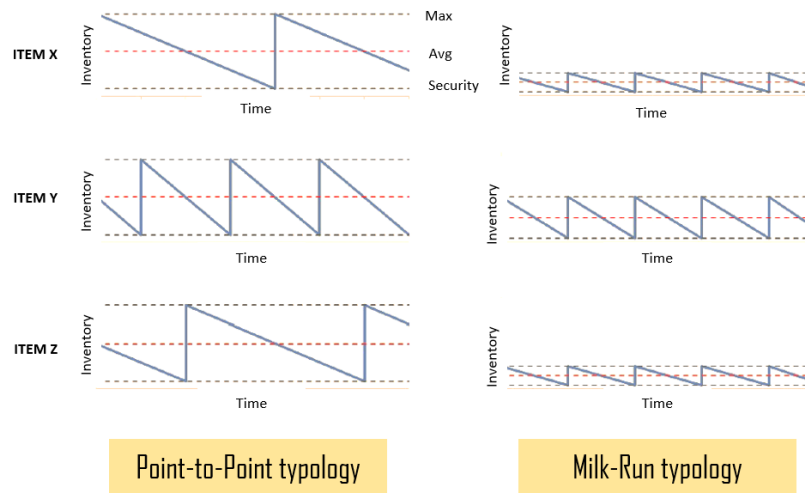 Max
ITEM X
Inventory
Avg
Security
Time
Inventory
Time
ITEM Y
Inventory
Time
Inventory
Time
ITEM Z
Inventory
Time
Inventory
Time
Point-to-Point typology
Milk-Run typology